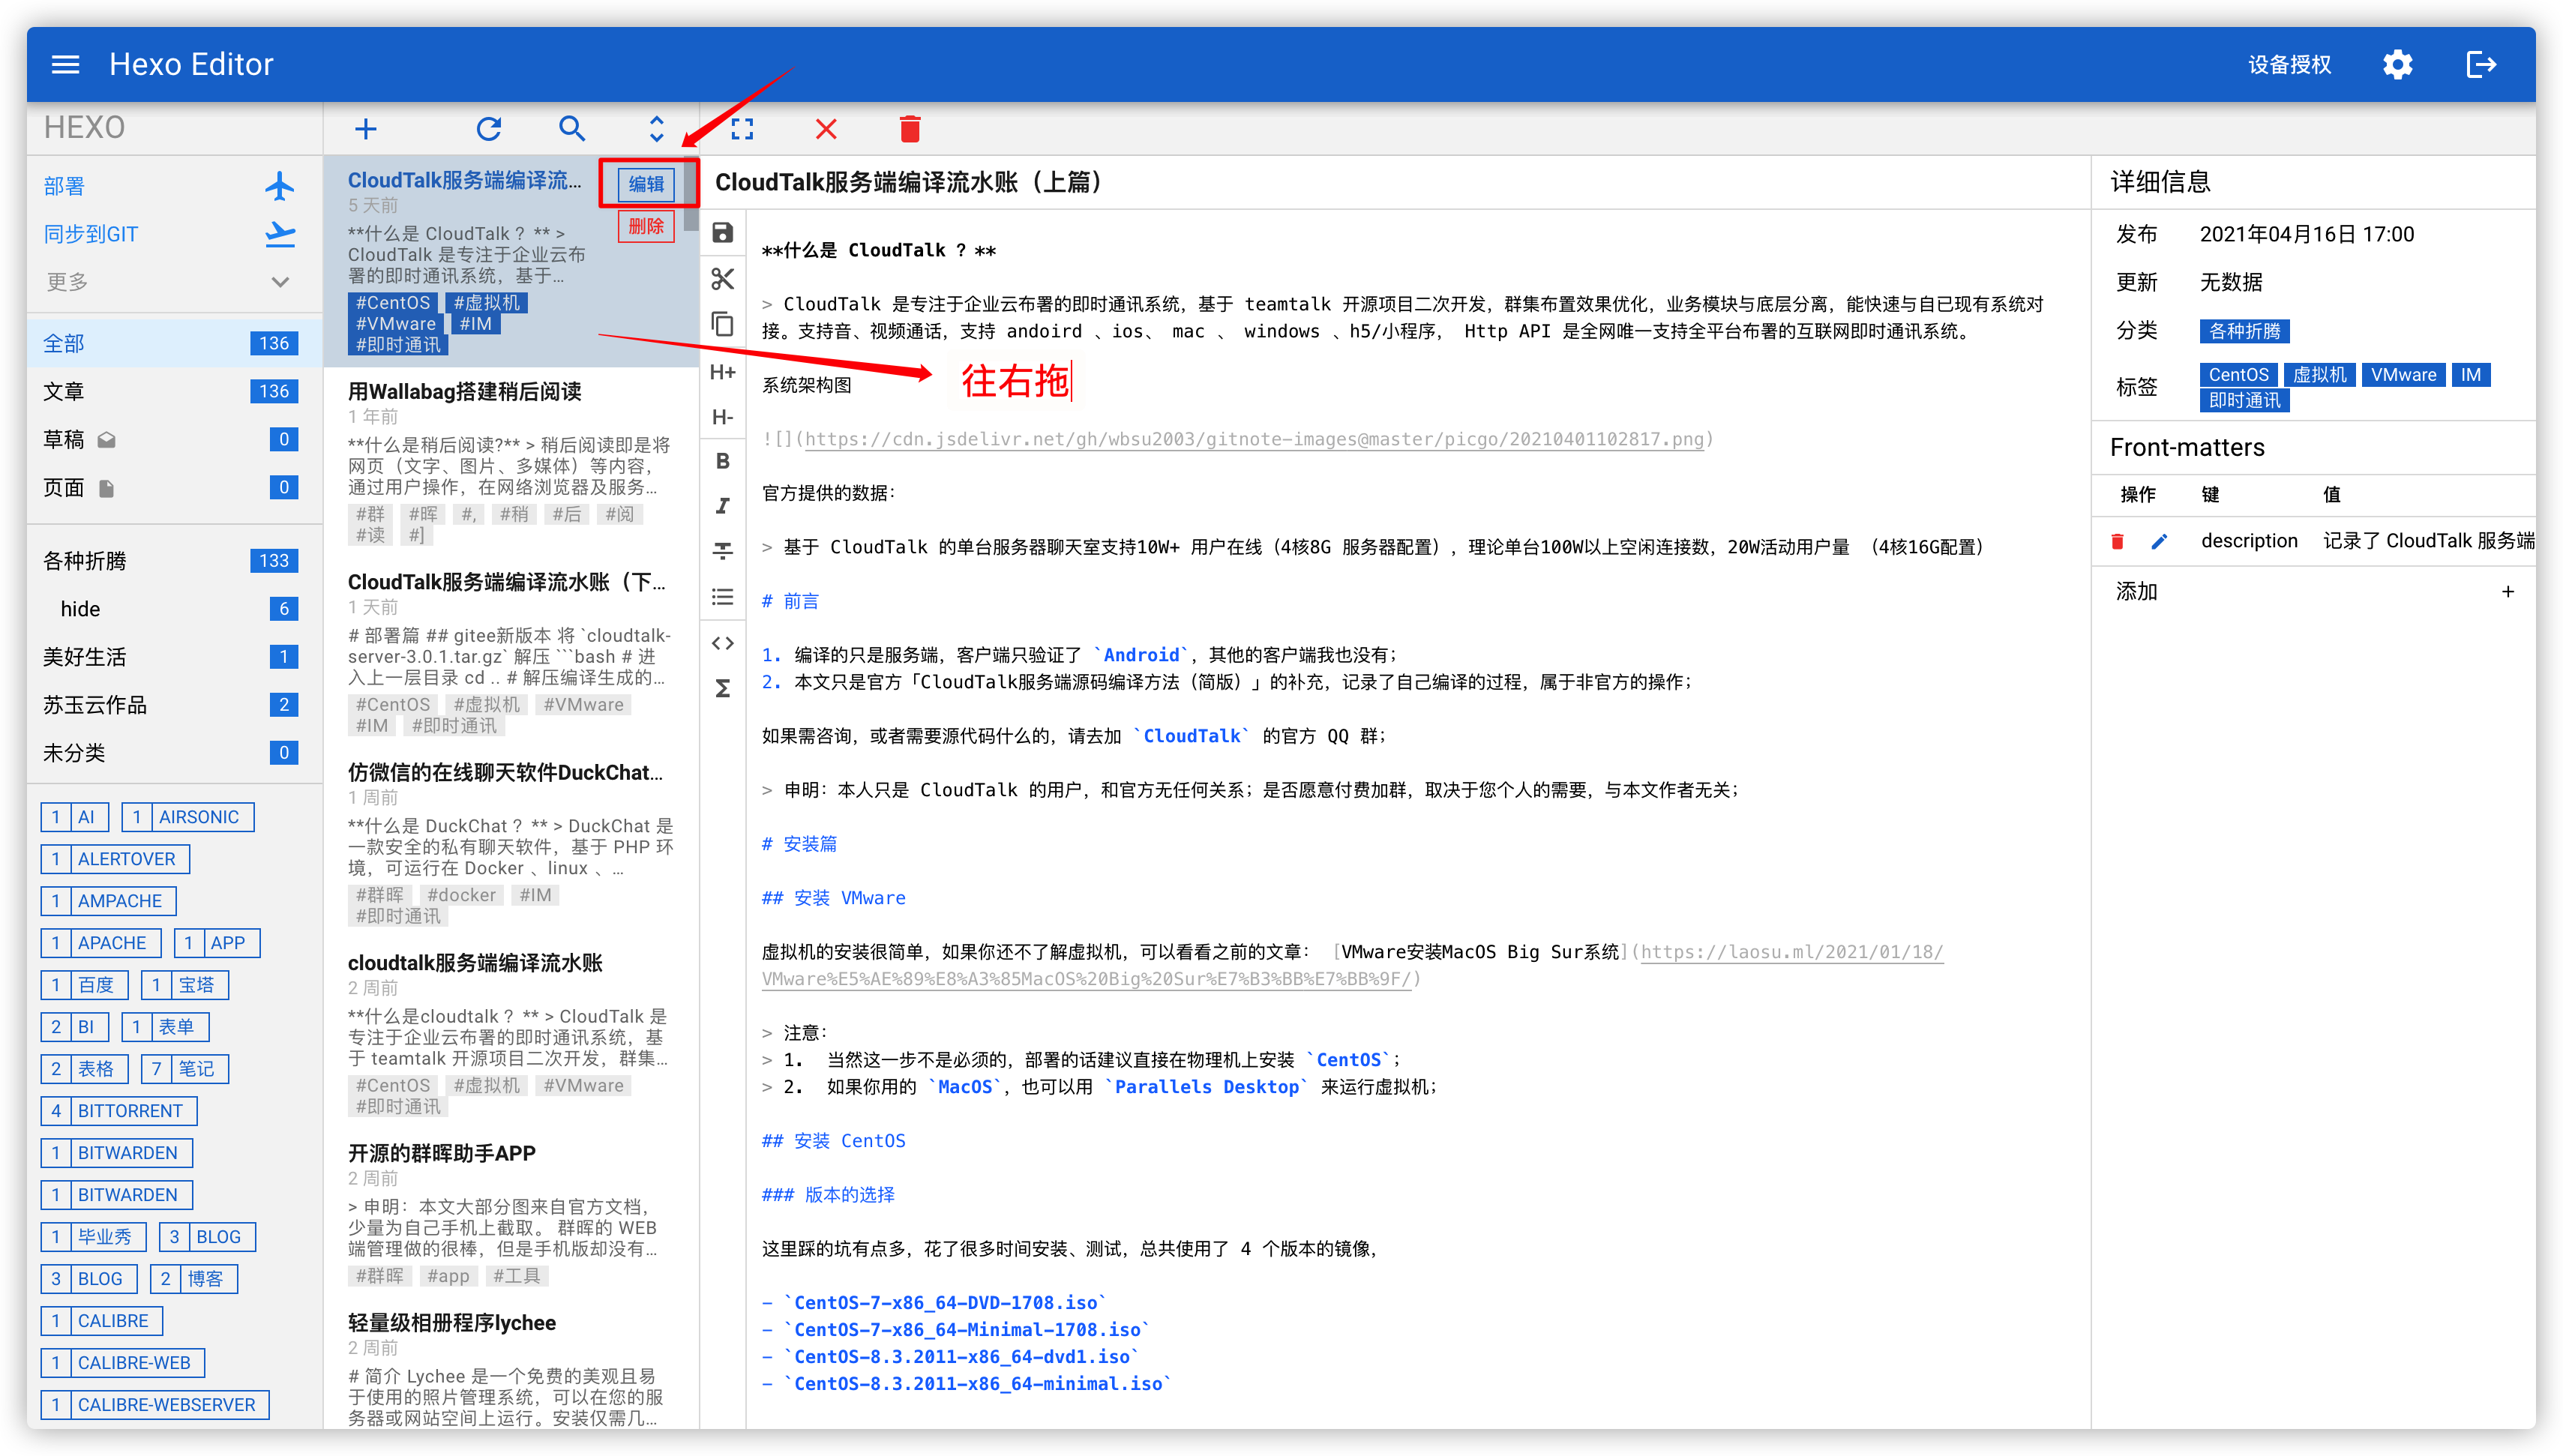 Hexo Editor
设备授权
HEXO
部署
同步到GIT
更多
全部 136
文章 136
草稿 0
页面 0
各种折腾 133
hide 6
美好生活 1
苏玉云作品 2
未分类 0
1 AI 1 AIRSONIC
1 ALERTOVER
1 AMPACHE
1 APACHE 1 APP
1 百度 1 宝塔
2 BI 1 表单
2 表格 7 笔记
4 BITTORRENT
1 BITWARDEN
1 BITWARDEN
1 毕业秀 3 BLOG
3 BLOG 2 博客
1 CALIBRE
1 CALIBRE-WEB
1 CALIBRE-WEBSERVER
CloudTalk服务端编译流...
编辑
5 天前
删除
**什么是 CloudTalk ？** >
CloudTalk 是专注于企业云布
署的即时通讯系统，基于...
#CentOS #虚拟机
#VMware #IM
#即时通讯
用Wallabag搭建稍后阅读
1 年前
**什么是稍后阅读?** > 稍后阅读即是将
网页（文字、图片、多媒体）等内容，
通过用户操作，在网络浏览器及服务...
#群 #晖 #, #稍 #后 #阅
#读 #]
CloudTalk服务端编译流水账（下...
1 天前
# 部署篇 ## gitee新版本 将 `cloudtalk-
server-3.0.1.tar.gz` 解压 ```bash # 进
入上一层目录 cd .. # 解压编译生成的...
#CentOS #虚拟机 #VMware
#IM #即时通讯
仿微信的在线聊天软件DuckChat...
1 周前
**什么是 DuckChat ？** > DuckChat 是
一款安全的私有聊天软件，基于 PHP 环
境，可运行在 Docker 、linux 、...
#群晖 #docker #IM
#即时通讯
cloudtalk服务端编译流水账
2 周前
**什么是cloudtalk ？** > CloudTalk 是
专注于企业云布署的即时通讯系统，基
于 teamtalk 开源项目二次开发，群集...
#CentOS #虚拟机 #VMware
#即时通讯
开源的群晖助手APP
2 周前
> 申明：本文大部分图来自官方文档，
少量为自己手机上截取。 群晖的 WEB
端管理做的很棒，但是手机版却没有...
#群晖 #app #工具
轻量级相册程序lychee
2 周前
# 简介 Lychee 是一个免费的美观且易
于使用的照片管理系统，可以在您的服
务器或网站空间上运行。安装仅需几...
CloudTalk服务端编译流水账（上篇）
H+
H-
B
I
**什么是 CloudTalk ？**
> CloudTalk 是专注于企业云布署的即时通讯系统，基于 teamtalk 开源项目二次开发，群集布置效果优化，业务模块与底层分离，能快速与自已现有系统对
接。支持音、视频通话，支持 andoird 、ios、 mac 、 windows 、h5/小程序， Http API 是全网唯一支持全平台布署的互联网即时通讯系统。
往右拖
系统架构图
![](https://cdn.jsdelivr.net/gh/wbsu2003/gitnote-images@master/picgo/20210401102817.png)
官方提供的数据：
> 基于 CloudTalk 的单台服务器聊天室支持10W+ 用户在线（4核8G 服务器配置），理论单台100W以上空闲连接数，20W活动用户量 （4核16G配置）
# 前言
1. 编译的只是服务端，客户端只验证了 `Android`，其他的客户端我也没有；
2. 本文只是官方「CloudTalk服务端源码编译方法（简版）」的补充，记录了自己编译的过程，属于非官方的操作；
如果需咨询，或者需要源代码什么的，请去加 `CloudTalk` 的官方 QQ 群；
> 申明：本人只是 CloudTalk 的用户，和官方无任何关系；是否愿意付费加群，取决于您个人的需要，与本文作者无关；
# 安装篇
## 安装 VMware
虚拟机的安装很简单，如果你还不了解虚拟机，可以看看之前的文章： [VMware安装MacOS Big Sur系统](https://laosu.ml/2021/01/18/
VMware%E5%AE%89%E8%A3%85MacOS%20Big%20Sur%E7%B3%BB%E7%BB%9F/)
> 注意：
> 1. 当然这一步不是必须的，部署的话建议直接在物理机上安装 `CentOS`；
> 2. 如果你用的 `MacOS`，也可以用 `Parallels Desktop` 来运行虚拟机；
## 安装 CentOS
### 版本的选择
这里踩的坑有点多，花了很多时间安装、测试，总共使用了 4 个版本的镜像，
- `CentOS-7-x86_64-DVD-1708.iso`
- `CentOS-7-x86_64-Minimal-1708.iso`
- `CentOS-8.3.2011-x86_64-dvd1.iso`
- `CentOS-8.3.2011-x86_64-minimal.iso`
详细信息
发布 2021年04月16日 17:00
更新 无数据
分类 各种折腾
标签 CentOS 虚拟机 VMware IM
即时通讯
Front-matters
操作 键 值
description 记录了 CloudTalk 服务端
添加 +